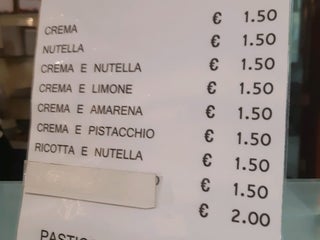 CREMA € 1.50
NUTELLA € 1.50
CREMA E NUTELLA € 1.50
CREMA E LIMONE € 1.50
CREMA E AMARENA € 1.50
CREMA E PISTACCHIO € 1.50
RICOTTA E NUTELLA € 1.50
€ 1.50
€ 2.00